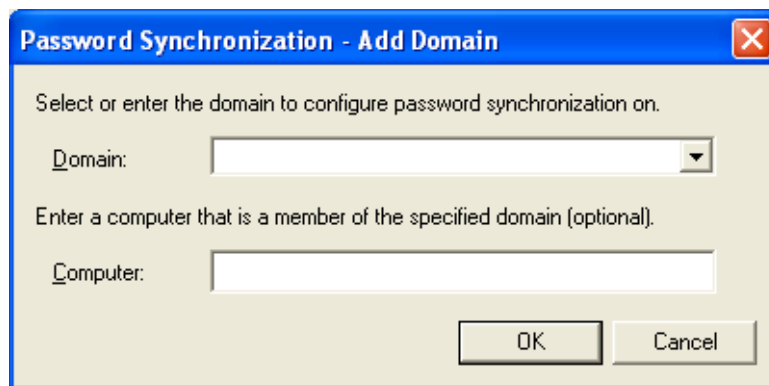 Password Synchronization - Add Domain
Select or enter the domain to configure password synchronization on.
Domain:
Enter a computer that is a member of the specified domain (optional).
Computer:
OK Cancel